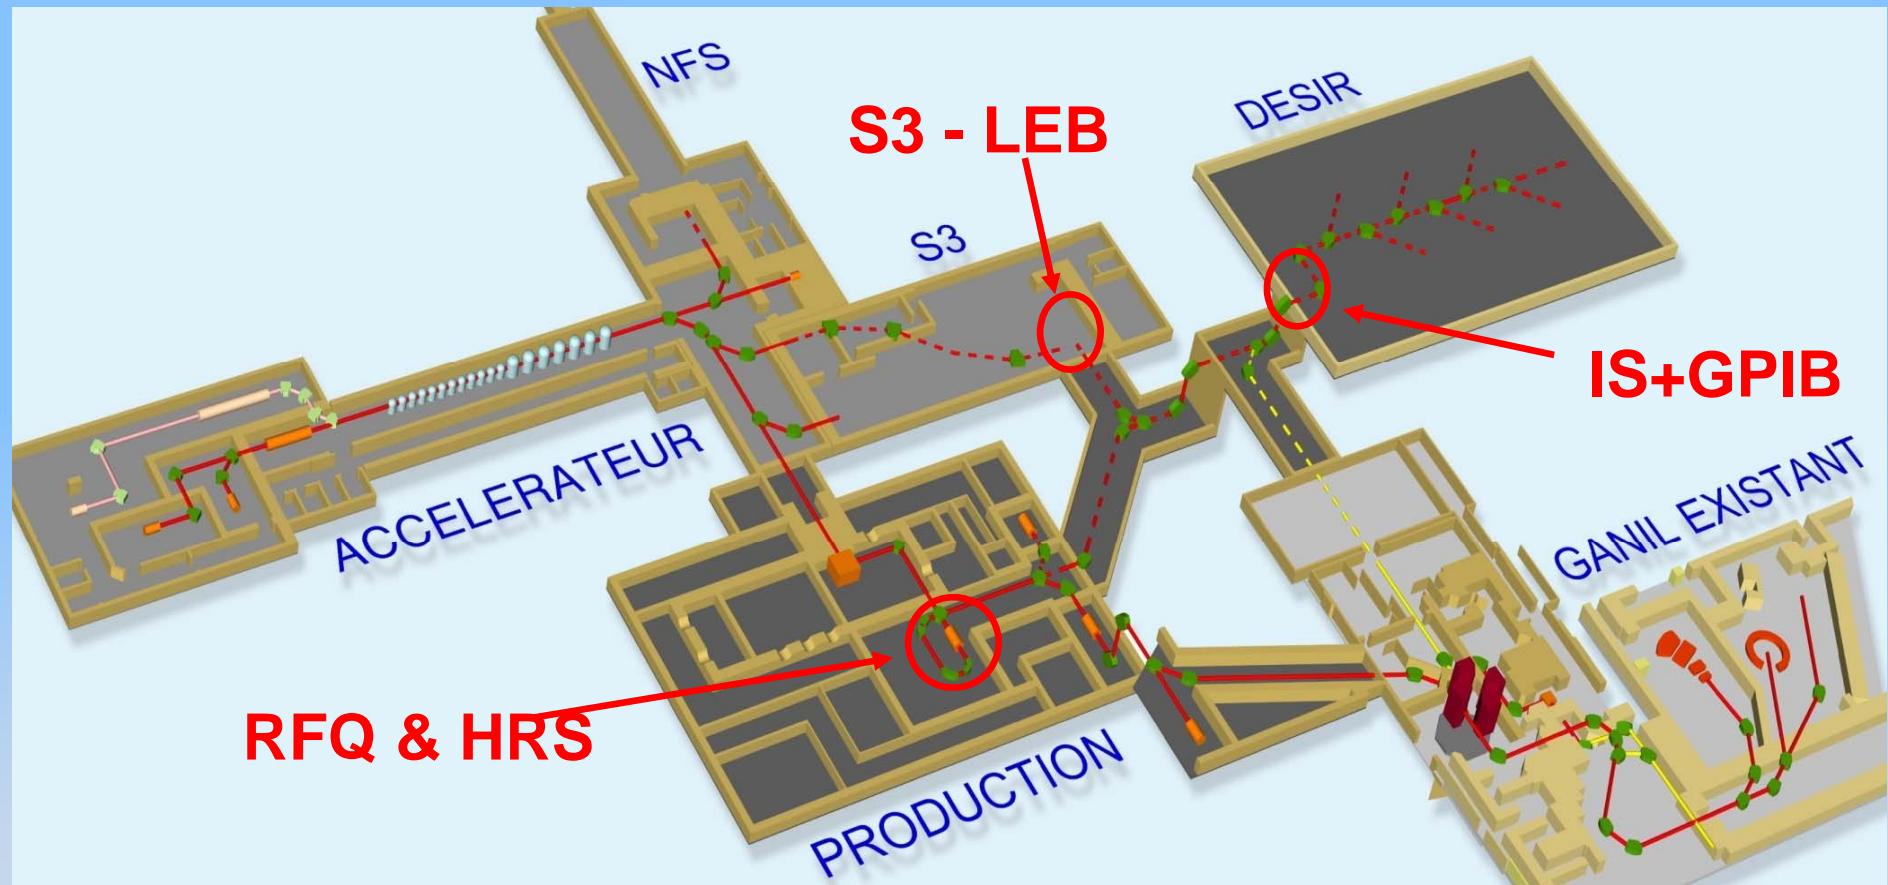 NFS
DESIR
S3 - LEB
S3
IS+GPIB
ACCELERATEUR
GANIL EXISTANT
RFQ & HRS
PRODUCTION